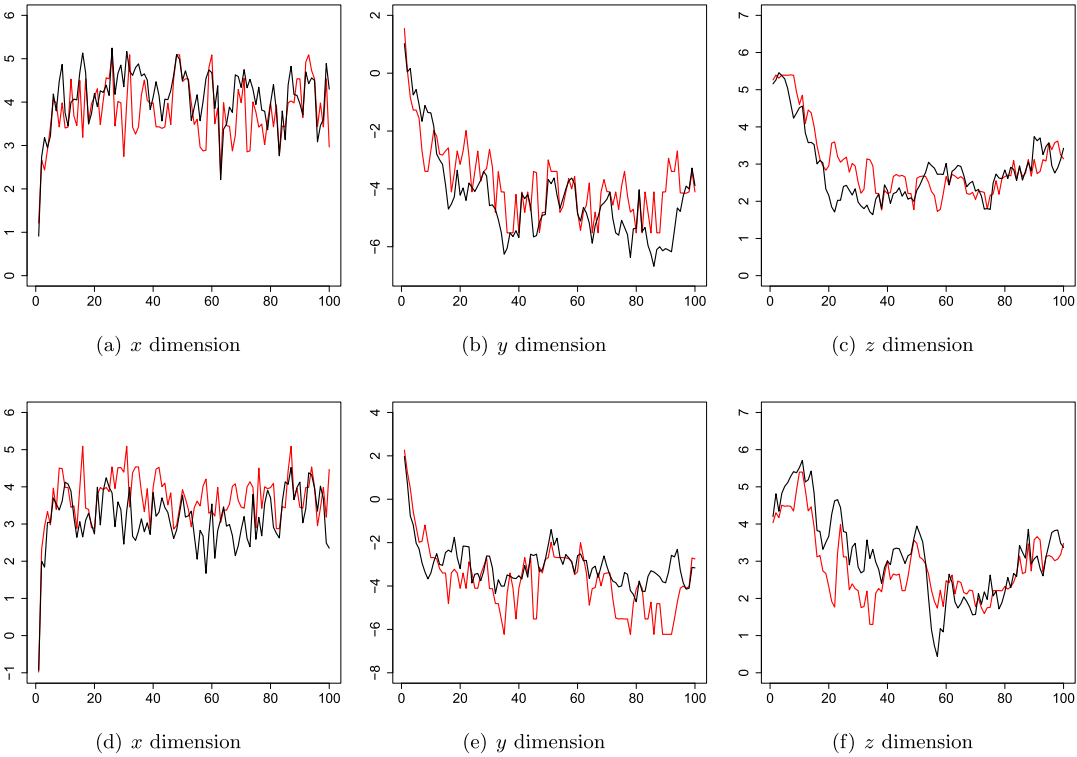 6 5 4 3 2 1 0
0 20 40 60 80 100
(a) x dimension
2 0 −2 −4 −6
0 20 40 60 80 100
(b) y dimension
7 6 5 4 3 2 1 0
0 20 40 60 80 100
(c) z dimension
6 5 4 3 2 1 0 −1
0 20 40 60 80 100
(d) x dimension
4 2 0 −2 −4 −6 −8
0 20 40 60 80 100
(e) y dimension
7 6 5 4 3 2 1 0
0 20 40 60 80 100
(f) z dimension